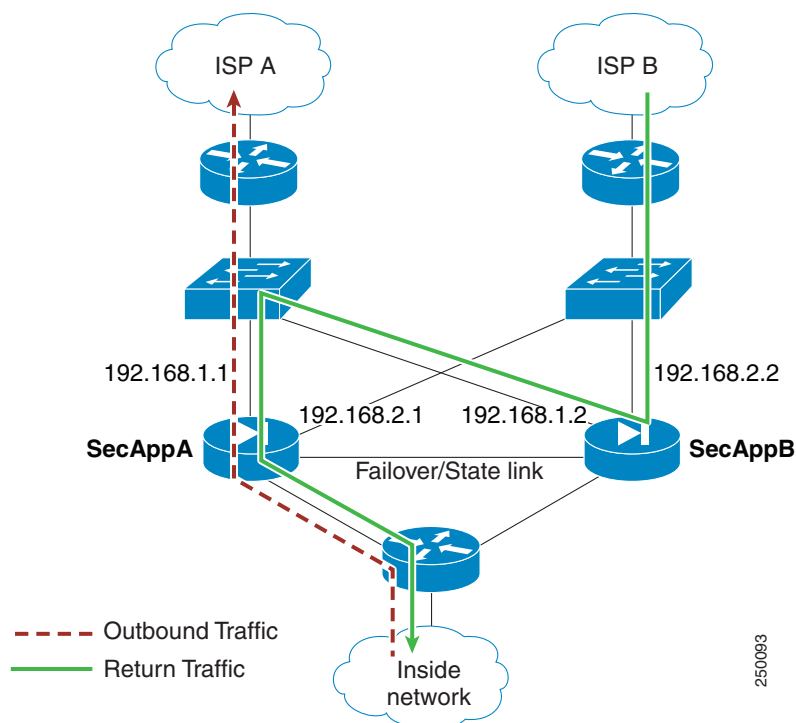 ISP A
ISP B
192.168.1.1
192.168.2.2
192.168.2.1
192.168.1.2
SecAppA
SecAppB
Failover/State link
Outbound Traffic
Return Traffic
Inside
network
250093